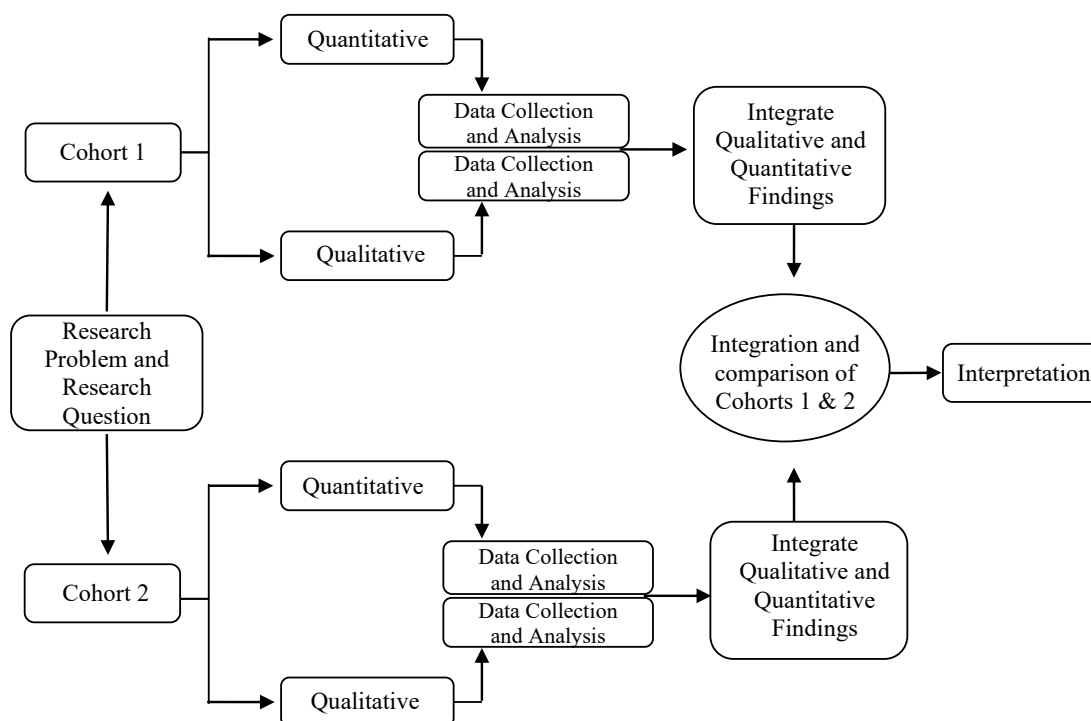 Quantitative
Data Collection
and Analysis
Data Collection
and Analysis
Integrate
Qualitative and
Quantitative
Findings
Cohort 1
Qualitative
Research
Problem and
Research
Question
Integration and
comparison of
Cohorts 1 & 2
Interpretation
Quantitative
Data Collection
and Analysis
Data Collection
and Analysis
Integrate
Qualitative and
Quantitative
Findings
Cohort 2
Qualitative